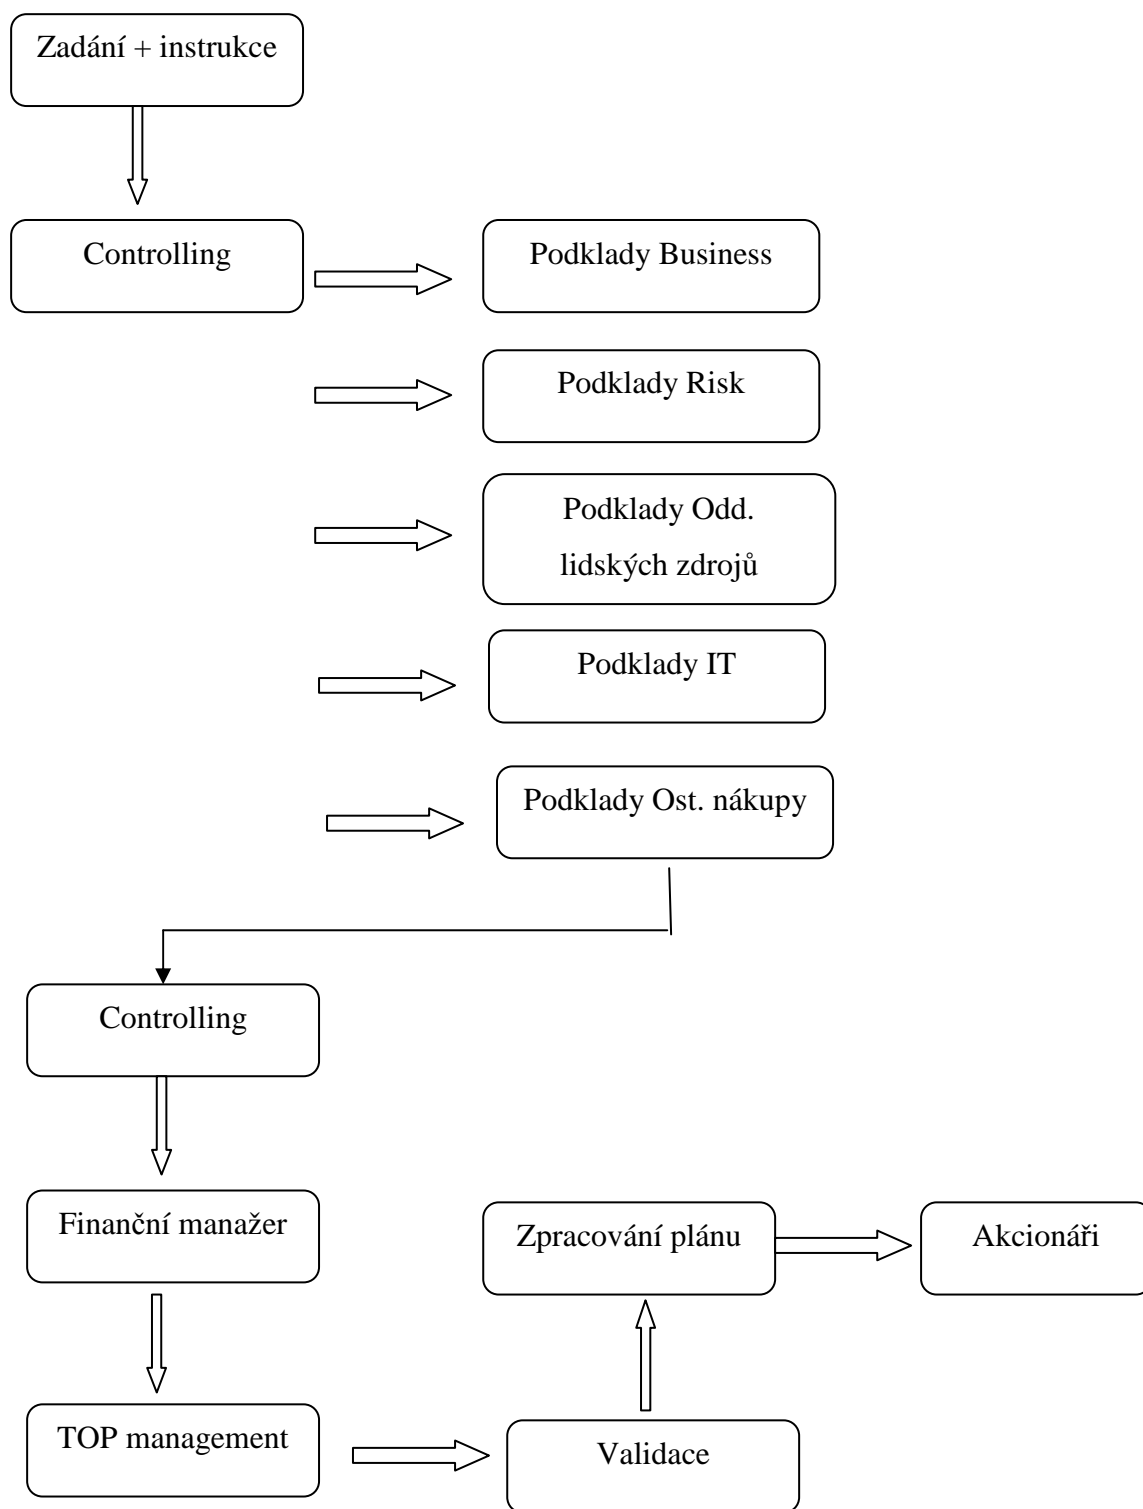 Zadání + instrukce
Controlling
Podklady Business
Podklady Risk
Podklady Odd.
lidských zdrojů
Podklady IT
Podklady Ost. nákupy
Controlling
Finanční manažer
Zpracování plánu
Akcionáři
TOP management
Validace